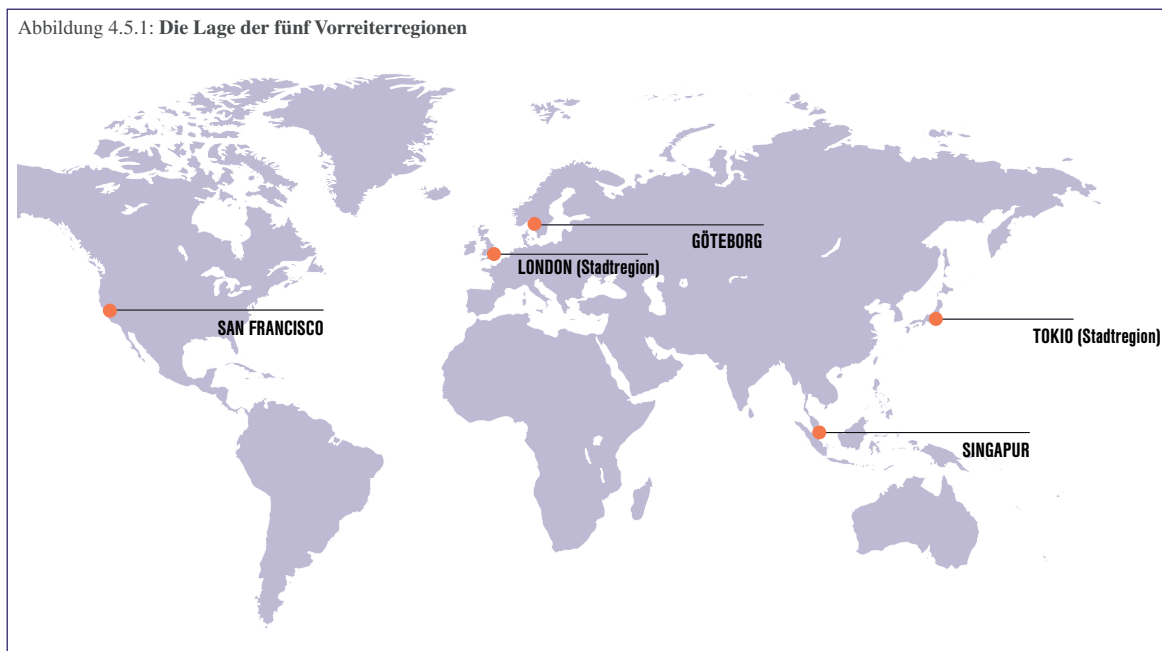 Abbildung 4.5.1: Die Lage der fünf Vorreiterregionen
GÖTEBORG
LONDON (Stadtregion)
SAN FRANCISCO
TOKIO (Stadtregion)
SINGAPUR